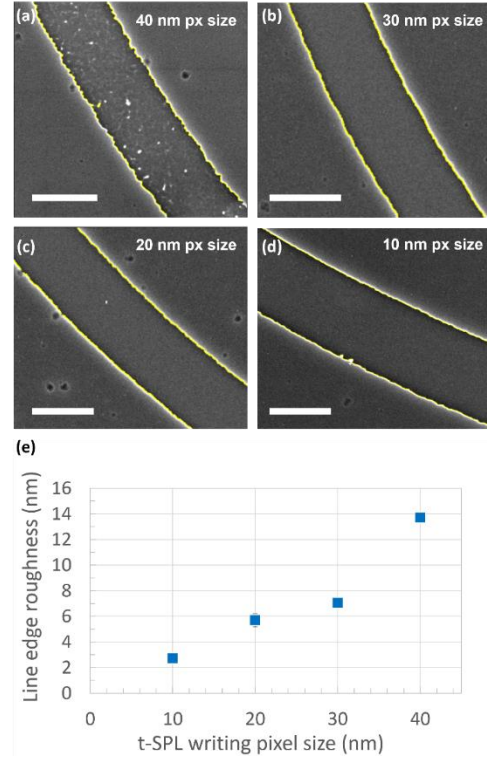 (a) 40 nm px size
(b) 30 nm px size
(c) 20 nm px size
(d) 10 nm px size
(e)
Line edge roughness (nm)
16
14
12
10
8
6
4
2
0
0 10 20 30 40
t-SPL writing pixel size (nm)